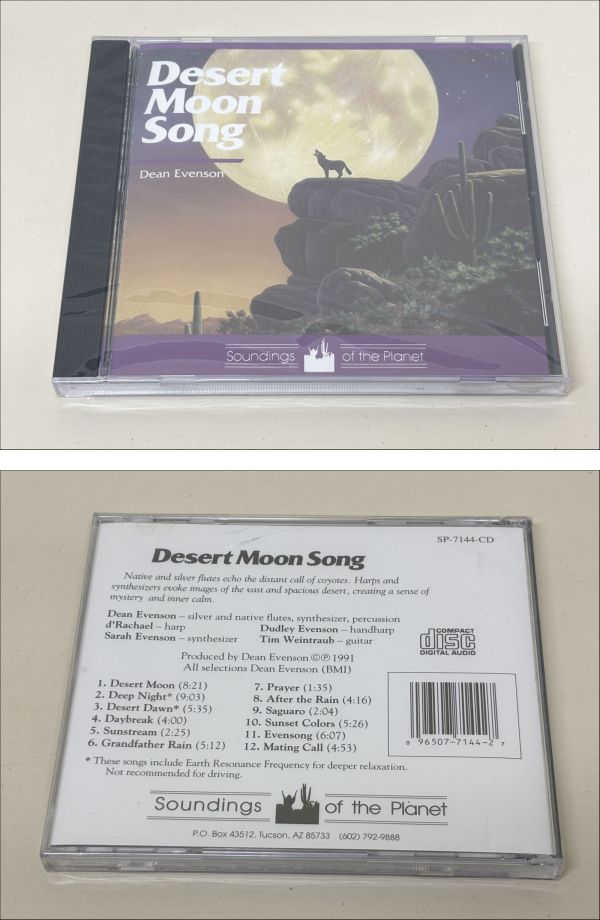 Desert
Moon
Song
Dean Evenson
Soundings of the Planet
SP-7144-CD
Desert Moon Song
Native and silver flutes echo the distant call of coyotes. Harps and
synthesizers evoke images of the vast and spacious desert, creating a sense of
mystery and inner calm.
Dean Evenson – silver and native flutes, synthesizer, percussion
d'Rachael – harp
Dudley Evenson – handharp
Sarah Evenson – synthesizer
Tim Weintraub – guitar
COMPACT
disc
DIGITAL AUDIO
Produced by Dean Evenson ©℗ 1991
All selections Dean Evenson (BMI)
1. Desert Moon (8:21)
2. Deep Night* (9:03)
3. Desert Dawn* (5:35)
4. Daybreak (4:00)
5. Sunstream (2:25)
6. Grandfather Rain (5:12)
7. Prayer (1:35)
8. After the Rain (4:16)
9. Saguaro (2:04)
10. Sunset Colors (5:26)
11. Evensong (6:07)
12. Mating Call (4:53)
0 96507-7144-2 7
* These songs include Earth Resonance Frequency for deeper relaxation.
Not recommended for driving.
Soundings of the Planet
P.O. Box 43512, Tucson, AZ 85733 (602) 792-9888